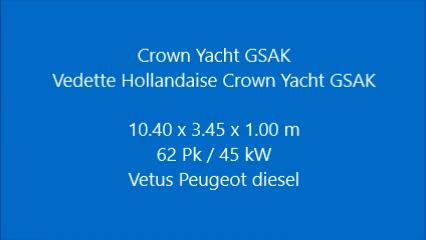 Crown Yacht GSAK
Vedette Hollandaise Crown Yacht GSAK
10.40 x 3.45 x 1.00 m
62 Pk / 45 kW
Vetus Peugeot diesel